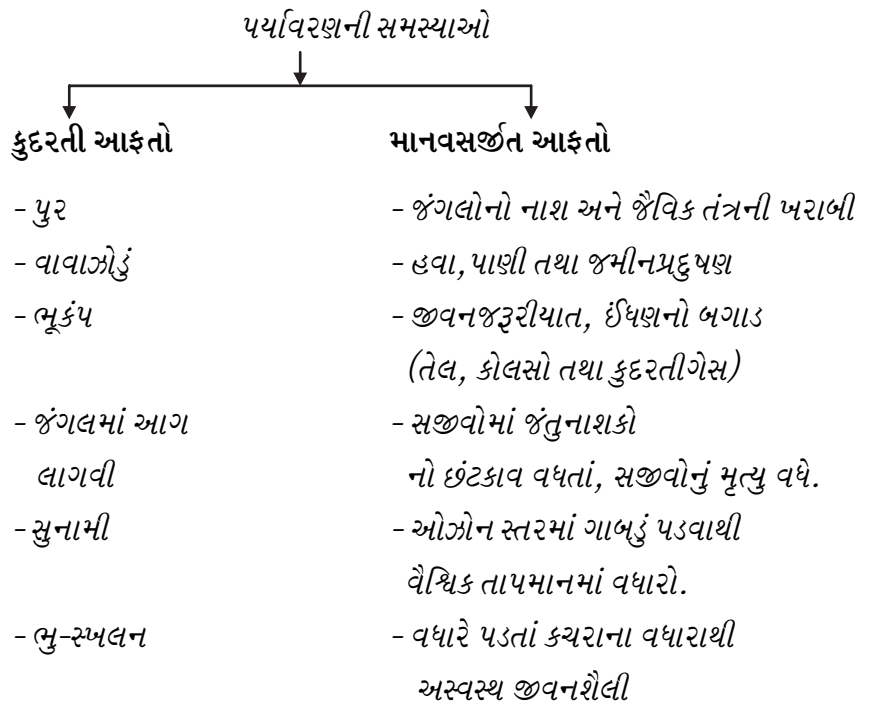 પર્યાવરણની સમસ્યાઓ
કુદરતી આફતો
- પુર
- વાવાઝોડું
- ભૂકંપ
- જંગલમાં આગ
લાગવી
- સુનામી
- ભુ-સ્ખલન
માનવસર્જીત આફતો
- જંગલોનો નાશ અને જૈવિક તંત્રની ખરાબી
- હવા,પાણી તથા જમીનપ્રદુષણ
- જીવનજરૂરીયાત, ઈંધણનો બગાડ
(તેલ, કોલસો તથા કુદરતીગેસ)
- સજીવોમાં જંતુનાશકો
નો છંટકાવ વધતાં, સજીવોનું મૃત્યુ વધે.
- ઓઝોન સ્તરમાં ગાબડું પડવાથી
વૈશ્વિક તાપમાનમાં વધારો.
- વધારે પડતાં કચરાના વધારાથી
અસ્વસ્થ જીવનશૈલી